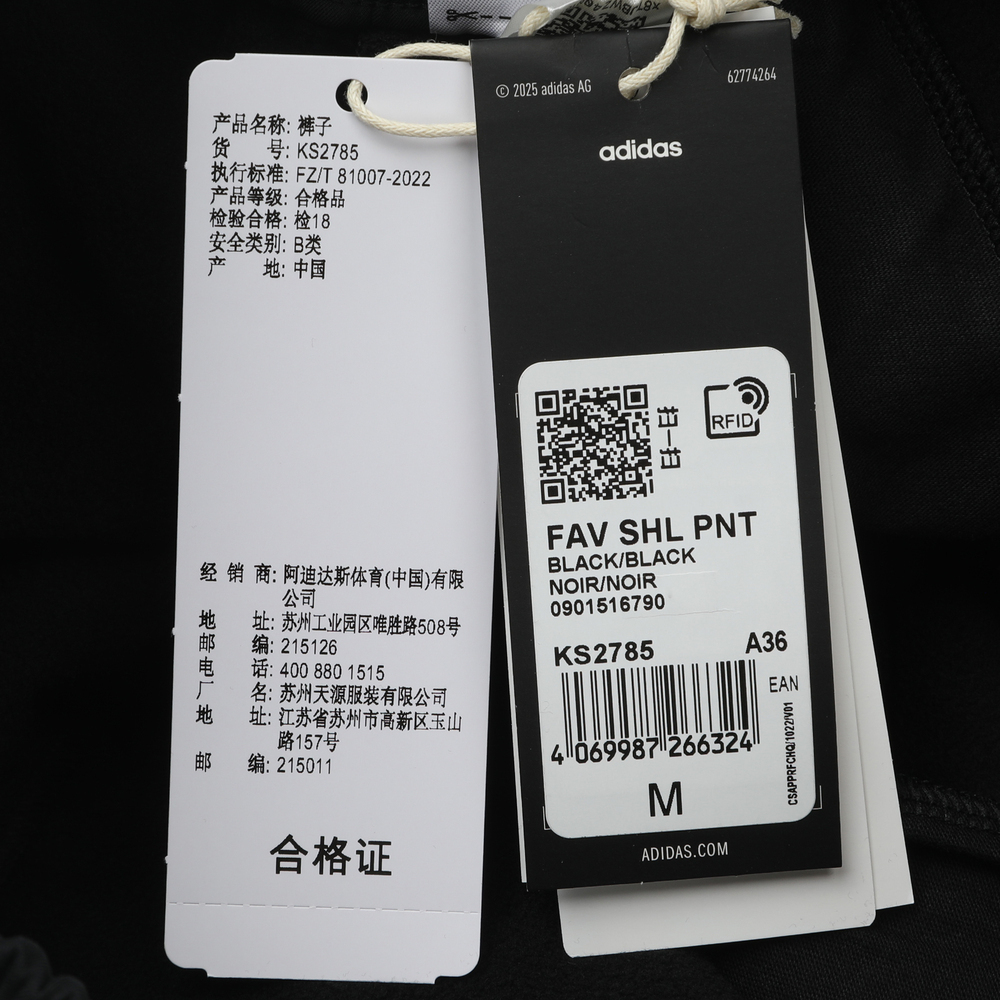 产品名称: 裤子
货 号: KS2785
执行标准: FZ/T 81007-2022
产品等级: 合格品
检验合格: 检18
安全类别: B类
产 地: 中国
经 销 商: 阿迪达斯体育(中国)有限
公司
地 址: 苏州工业园区唯胜路508号
邮 编: 215126
电 话: 400 880 1515
厂 名: 苏州天源服装有限公司
地 址: 江苏省苏州市高新区玉山
路157号
邮 编: 215011
合格证
© 2025 adidas AG
62774264
adidas
扫一扫
RFID
FAV SHL PNT
BLACK/BLACK
NOIR/NOIR
0901516790
KS2785 A36
EAN
4 069987 266324
CSAPPRFCHQ/1022/V01
M
ADIDAS.COM